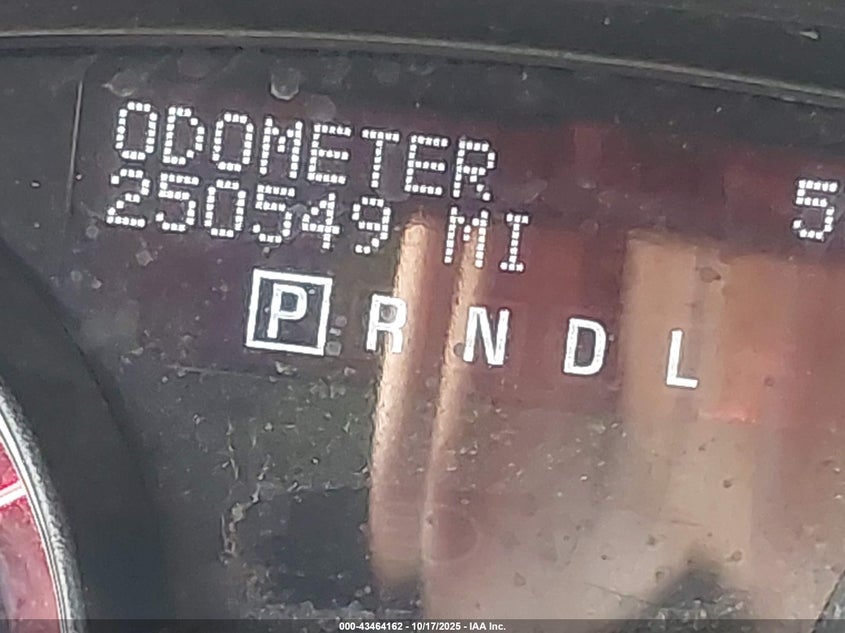 ODOMETER
250549 MI
5
P R N D L
000-43464162 - 10/17/2025 - IAA Inc.